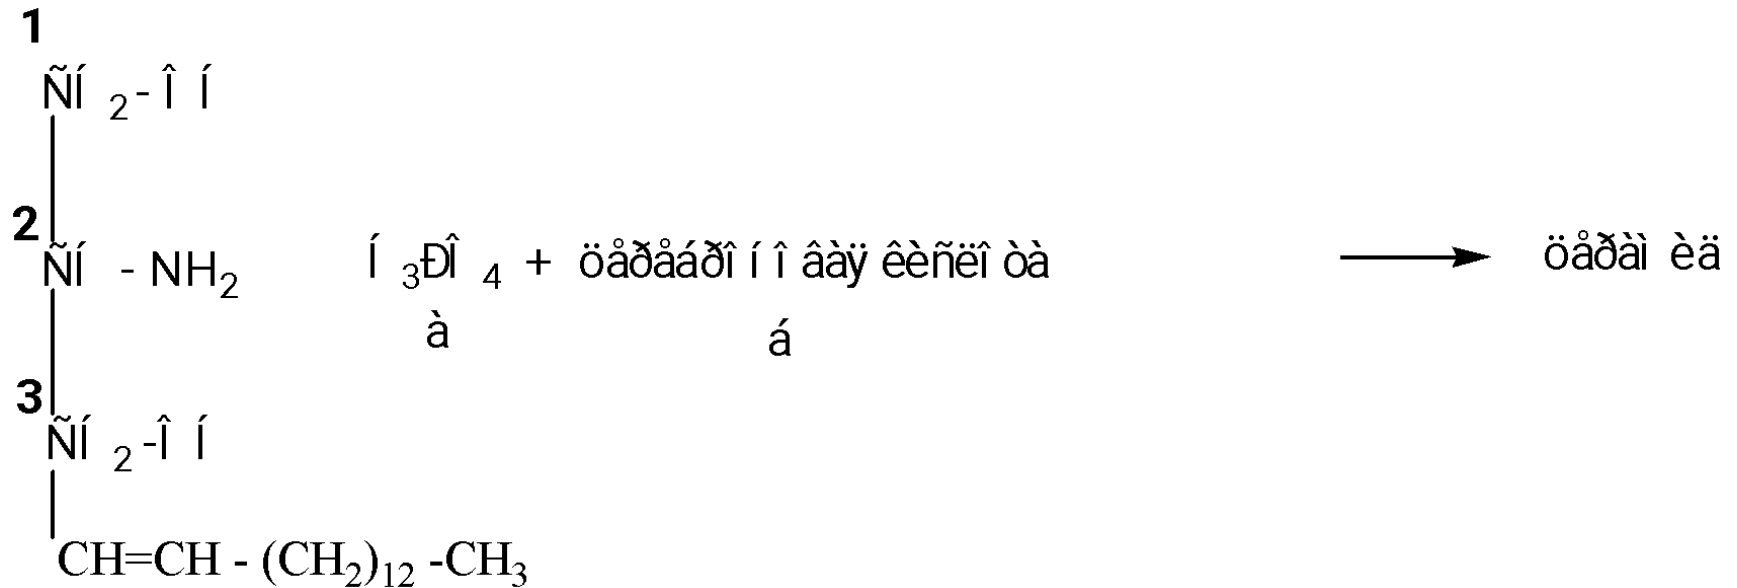 1
ÑÍ 2 - Î Í
2
ÑÍ - NH2 Í 3ÐÎ 4 + öåðåáðî í î âàÿ êèñëî òà öåðàì èä
à á
3
ÑÍ 2 -Î Í
CH=CH - (CH2)12 -CH3